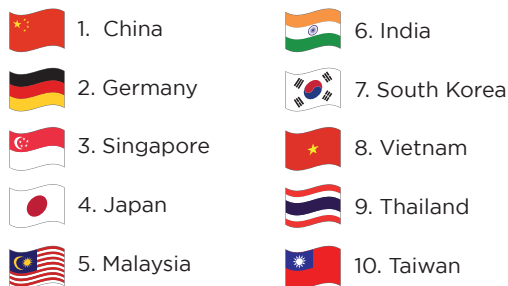 1. China
2. Germany
3. Singapore
4. Japan
5. Malaysia
6. India
7. South Korea
8. Vietnam
9. Thailand
10. Taiwan